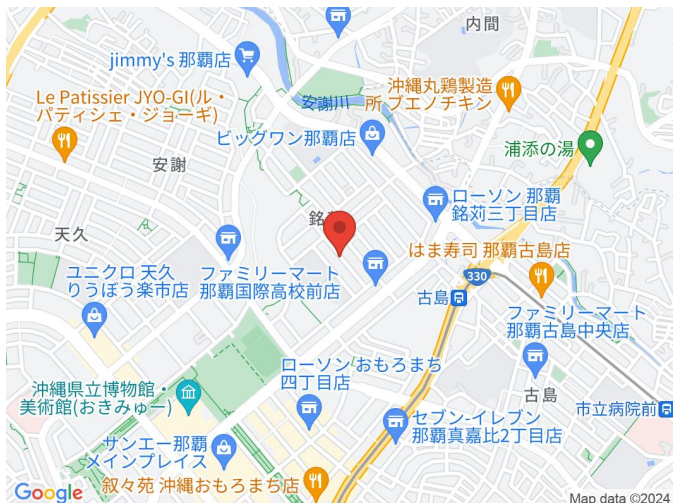 内間
jimmy's 那覇店
沖縄丸鶏製造
所 ブエノチキン
安謝川
Le Patissier JYO-GI(ル・
パティシェ・ジョーギ)
ビッグワン那覇店
浦添の湯
安謝
ローソン 那覇
銘苅三丁目店
銘
天久
はま寿司 那覇古島店
ユニクロ 天久
りうぼう楽市店
ファミリーマート
那覇国際高校前店
330
古島
ファミリーマート
那覇古島中央店
ローソン おもろまち
四丁目店
沖縄県立博物館・
美術館(おきみゅー)
古島
市立病院前
セブン-イレブン
那覇真嘉比2丁目店
サンエー那覇
メインプレイス
叙々苑 沖縄おもろまち店
Google
Map data ©2024